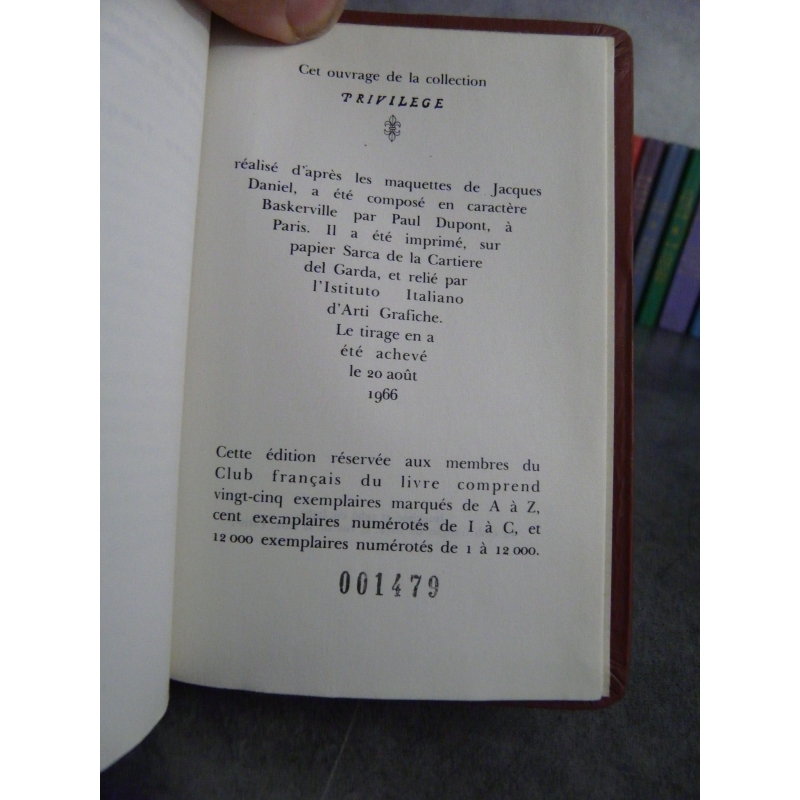 Cet ouvrage de la collection
PRIVILEGE
réalisé d'après les maquettes de Jacques
Daniel, a été composé en caractère
Baskerville par Paul Dupont, à
Paris. Il a été imprimé, sur
papier Sarca de la Cartiere
del Garda, et relié par
l'Istituto Italiano
d'Arti Grafiche.
Le tirage en a
été achevé
le 20 août
1966
Cette édition réservée aux membres du
Club français du livre comprend
vingt-cinq exemplaires marqués de A à Z,
cent exemplaires numérotés de I à C, et
12 000 exemplaires numérotés de 1 à 12 000.
001479